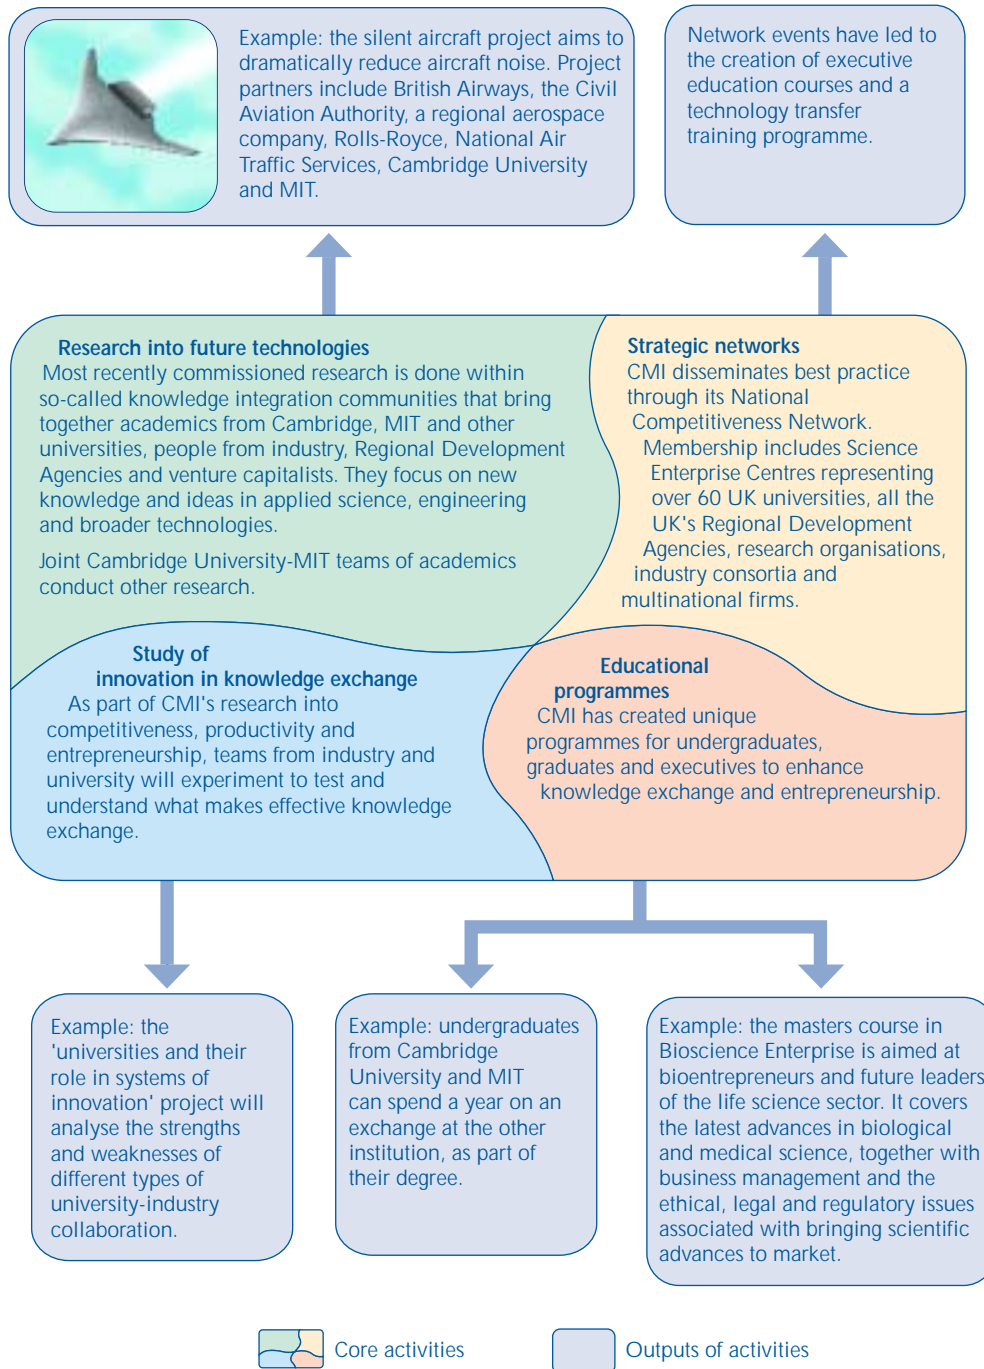 Example: the silent aircraft project aims to
dramatically reduce aircraft noise. Project
partners include British Airways, the Civil
Aviation Authority, a regional aerospace
company, Rolls-Royce, National Air
Traffic Services, Cambridge University
and MIT.
Network events have led to
the creation of executive
education courses and a
technology transfer
training programme.
Research into future technologies
Most recently commissioned research is done within
so-called knowledge integration communities that bring
together academics from Cambridge, MIT and other
universities, people from industry, Regional Development
Agencies and venture capitalists. They focus on new
knowledge and ideas in applied science, engineering
and broader technologies.
Joint Cambridge University-MIT teams of academics
conduct other research.
Strategic networks
CMI disseminates best practice
through its National
Competitiveness Network.
Membership includes Science
Enterprise Centres representing
over 60 UK universities, all the
UK's Regional Development
Agencies, research organisations,
industry consortia and
multinational firms.
Study of
innovation in knowledge exchange
As part of CMI's research into
competitiveness, productivity and
entrepreneurship, teams from industry and
university will experiment to test and
understand what makes effective knowledge
exchange.
Educational
programmes
CMI has created unique
programmes for undergraduates,
graduates and executives to enhance
knowledge exchange and entrepreneurship.
Example: the
'universities and their
role in systems of
innovation' project will
analyse the strengths
and weaknesses of
different types of
university-industry
collaboration.
Example: undergraduates
from Cambridge
University and MIT
can spend a year on an
exchange at the other
institution, as part of
their degree.
Example: the masters course in
Bioscience Enterprise is aimed at
bioentrepreneurs and future leaders
of the life science sector. It covers
the latest advances in biological
and medical science, together with
business management and the
ethical, legal and regulatory issues
associated with bringing scientific
advances to market.
Core activities
Outputs of activities